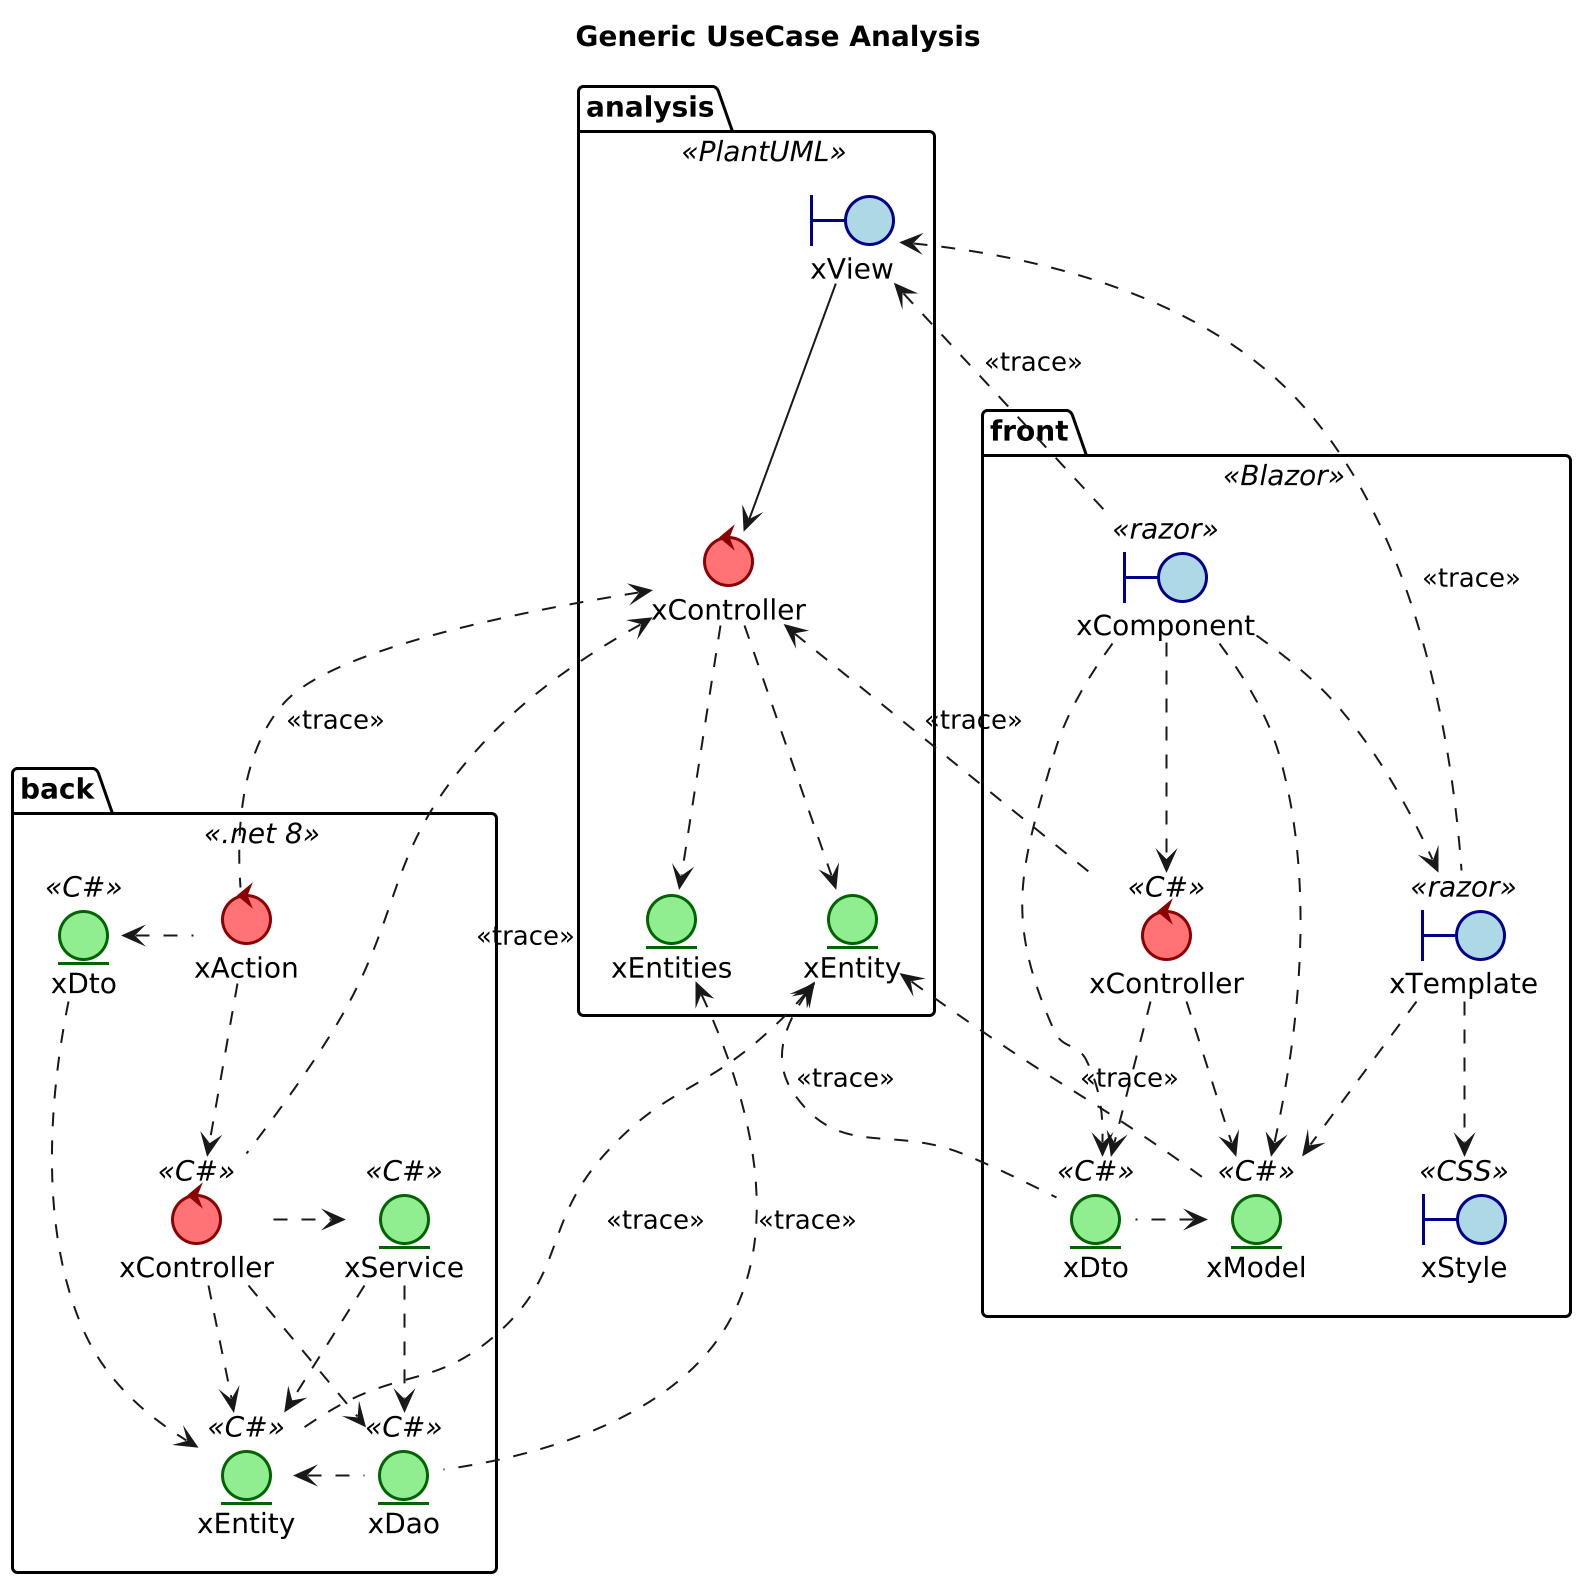 Generic UseCase Analysis
analysis
«PlantUML»
xView
«trace»
front
«Blazor»
«razor»
«trace»
xComponent
xController
«trace»
«trace»
back
«.net 8»
«C#»
xDto
xAction
«trace»
xEntities
xEntity
«C#»
xController
«razor»
xTemplate
«trace»
«trace»
«C#»
xController
«C#»
xService
«trace»
«trace»
«C#»
xDto
«C#»
xModel
«CSS»
xStyle
«C#»
xEntity
«C#»
xDao